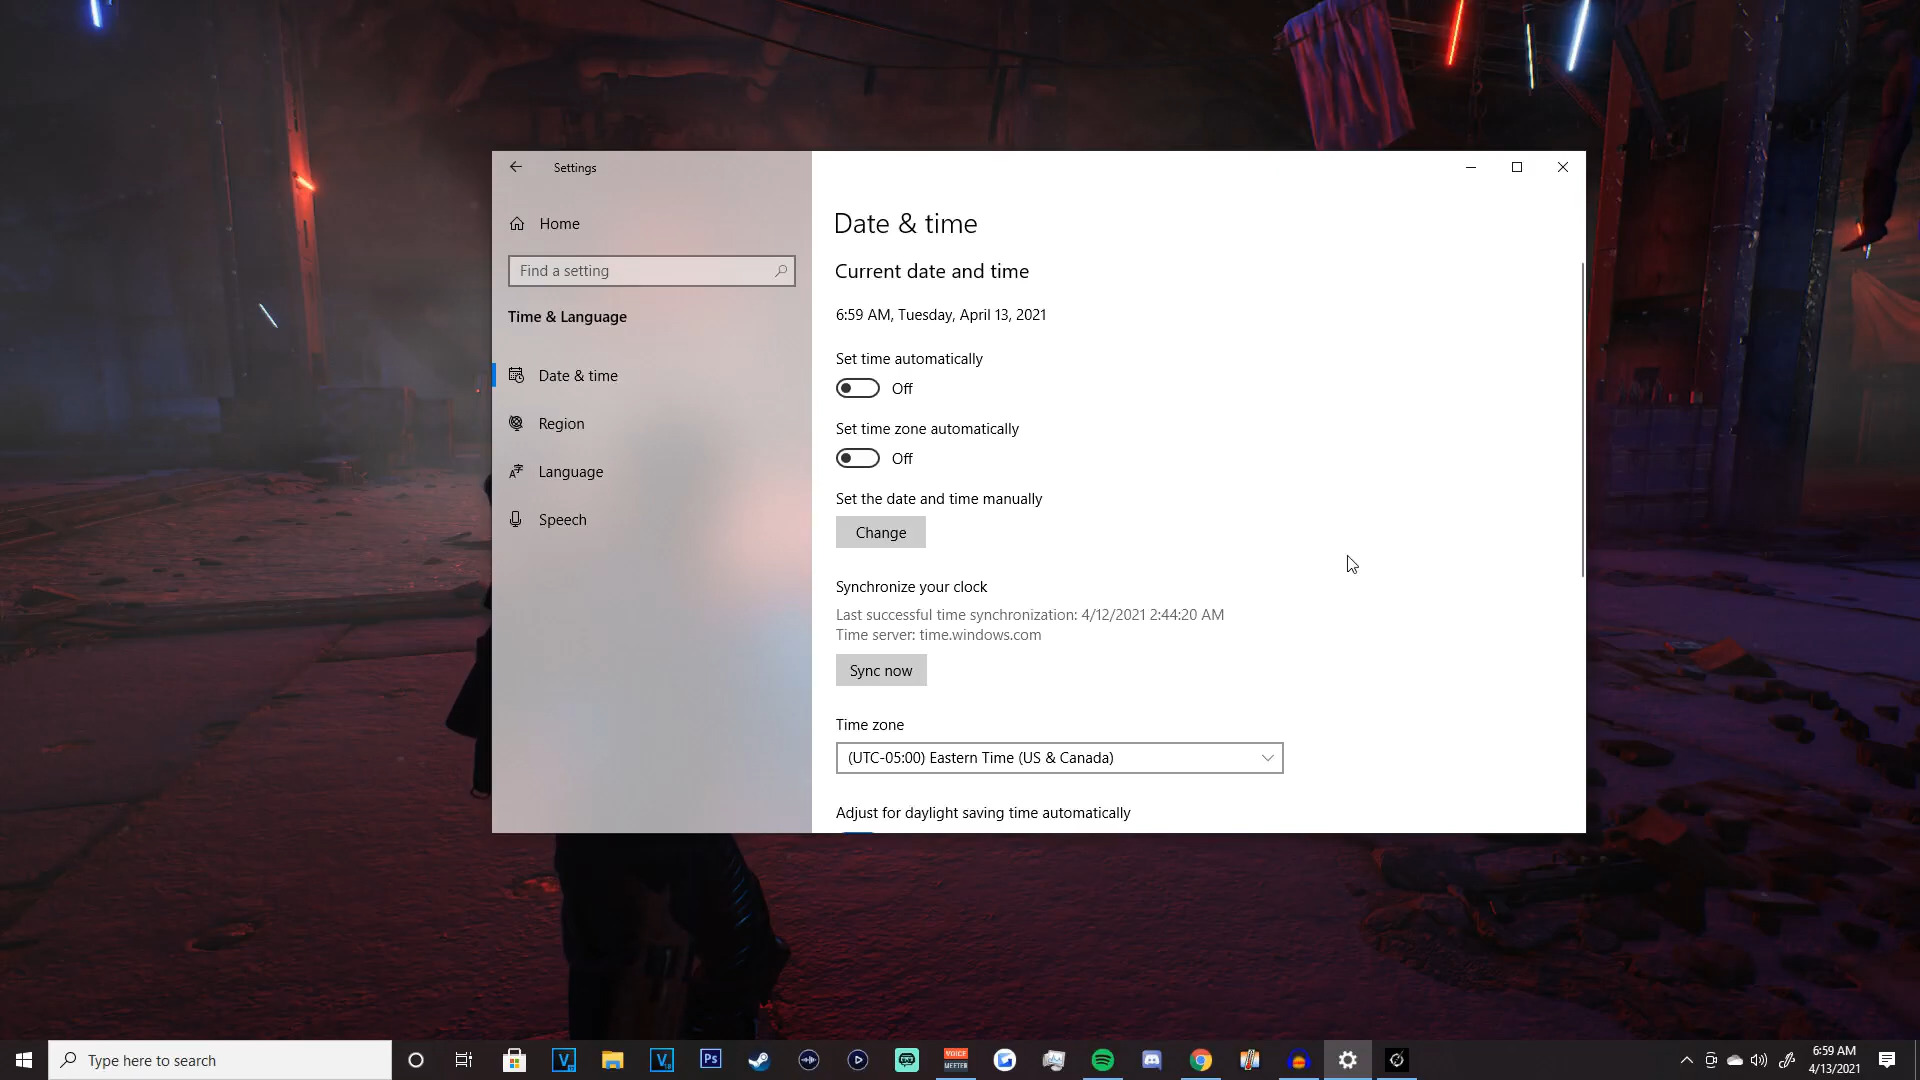 Settings
Home
Find a setting
Time & Language
Date & time
Region
Language
Speech
Date & time
Current date and time
6:59 AM, Tuesday, April 13, 2021
Set time automatically
Off
Set time zone automatically
Off
Set the date and time manually
Change
Synchronize your clock
Last successful time synchronization: 4/12/2021 2:44:20 AM
Time server: time.windows.com
Sync now
Time zone
(UTC-05:00) Eastern Time (US & Canada)
Adjust for daylight saving time automatically
Type here to search
Ps
VOICE
MEETER
6:59 AM
4/13/2021